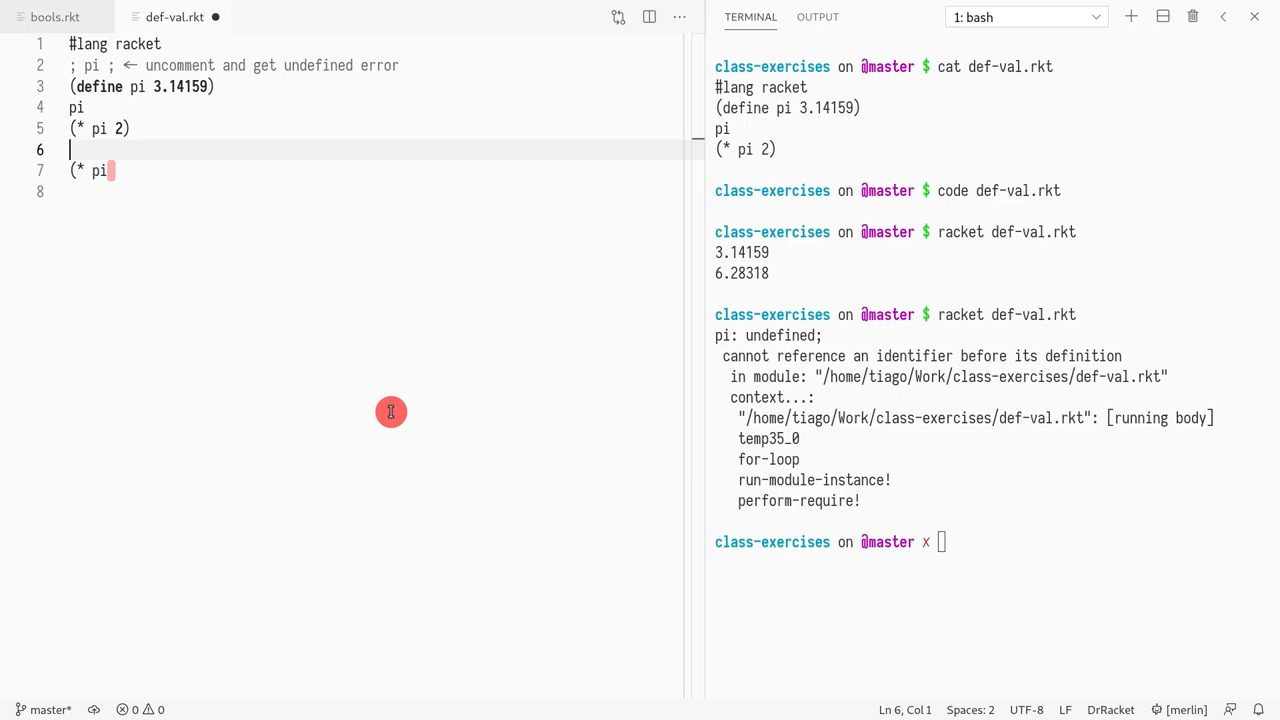 bools.rkt
def-val.rkt
1 #lang racket
2 ; pi ; ← uncomment and get undefined error
3 (define pi 3.14159)
4 pi
5 (* pi 2)
6
7 (* pi
8
TERMINAL OUTPUT 1: bash
class-exercises on @master $ cat def-val.rkt
#lang racket
(define pi 3.14159)
pi
(* pi 2)
class-exercises on @master $ code def-val.rkt
class-exercises on @master $ racket def-val.rkt
3.14159
6.28318
class-exercises on @master $ racket def-val.rkt
pi: undefined;
cannot reference an identifier before its definition
in module: "/home/tiago/Work/class-exercises/def-val.rkt"
context...:
"/home/tiago/Work/class-exercises/def-val.rkt": [running body]
temp35_0
for-loop
run-module-instance!
perform-require!
class-exercises on @master x
master* 0 0 Ln 6, Col 1 Spaces: 2 UTF-8 LF DrRacket [merlin]